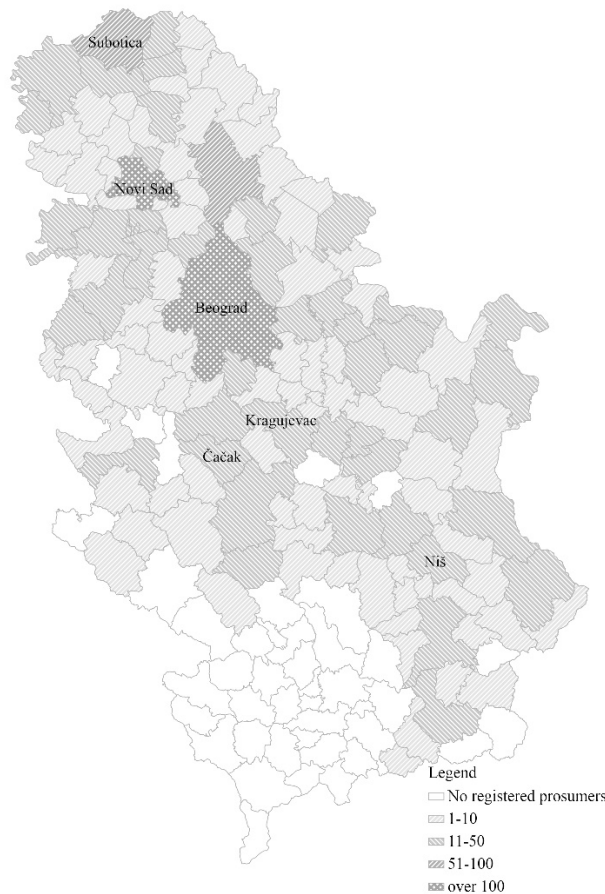 Subotica
Novi Sad
Beograd
Kragujevac
Čačak
Niš
Legend
No registered prosumers
1-10
11-50
51-100
over 100